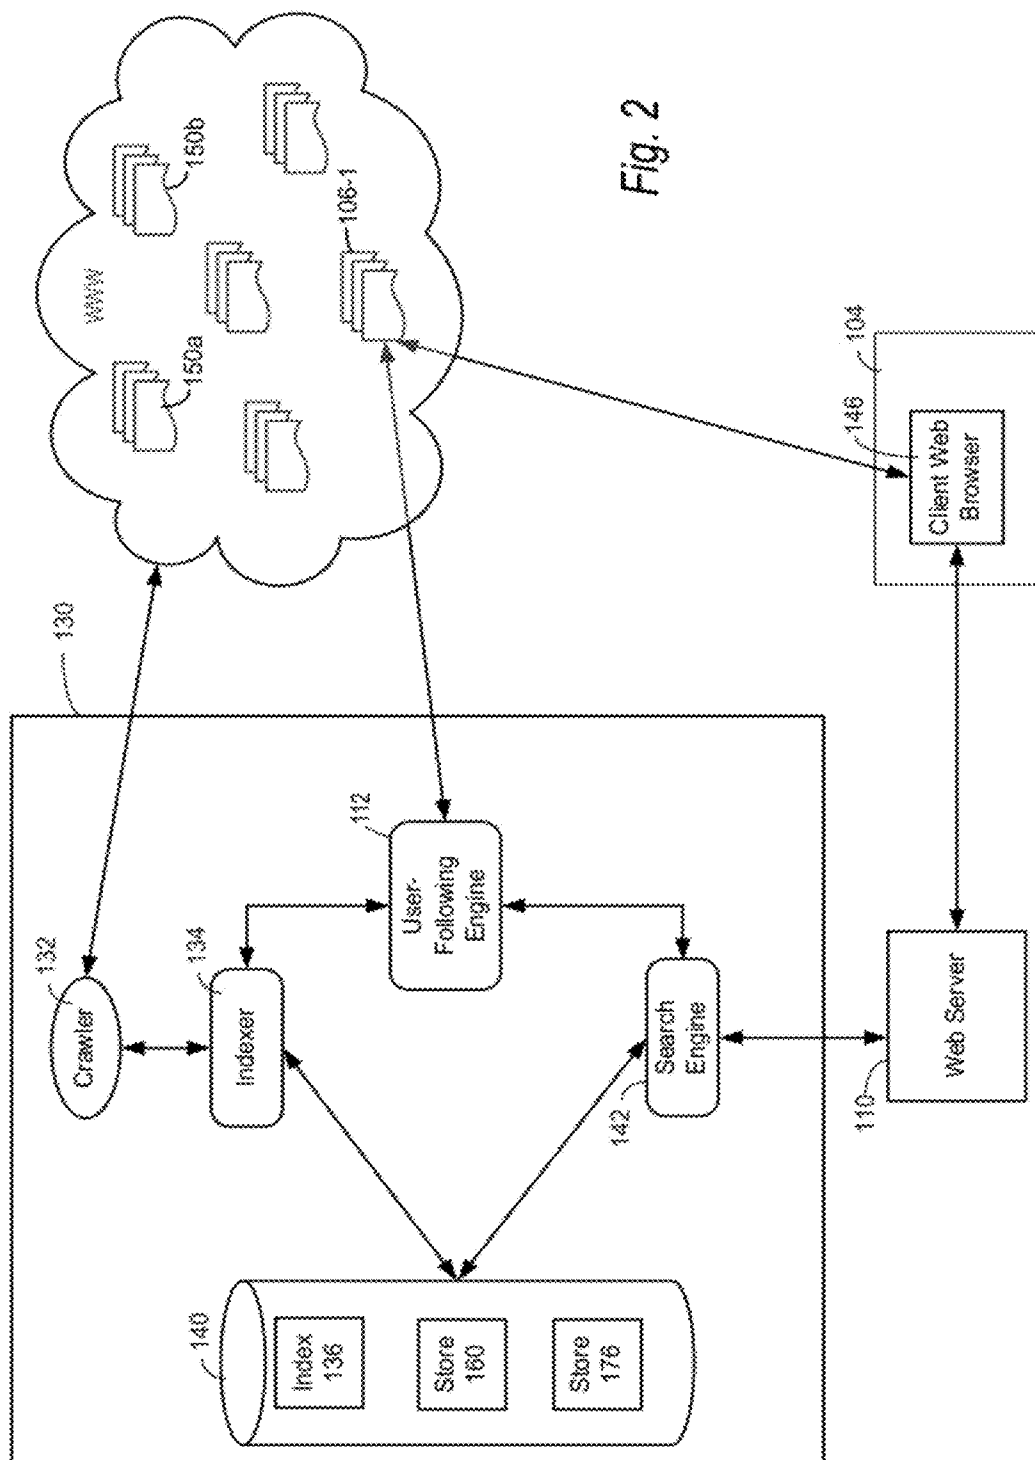 130
132
Crawler
134
Indexer
112
User-
Following
Engine
142
Search
Engine
140
Index
136
Store
160
Store
176
WWW
150a
150b
106-1
110
Web Server
104
146
Client Web
Browser
Fig. 2